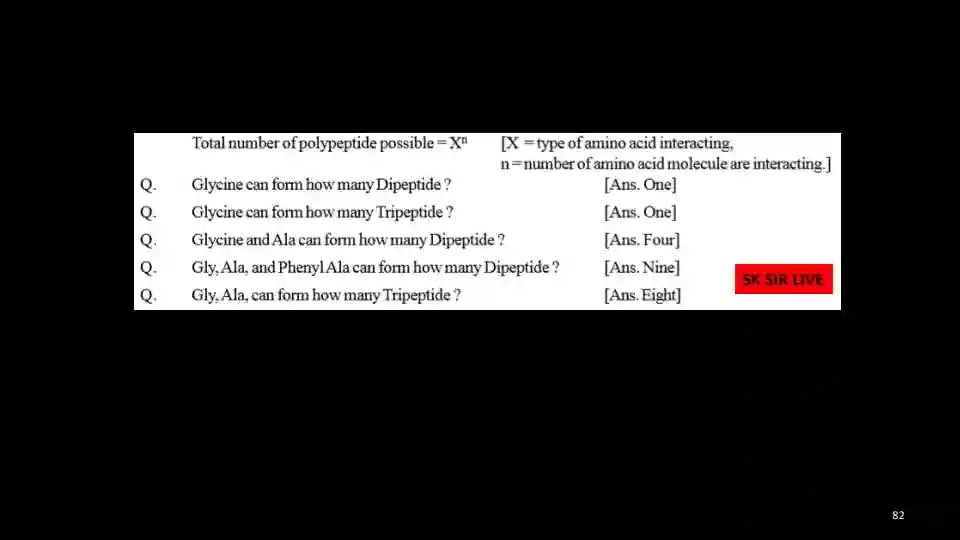 Total number of polypeptide possible = Xⁿ [X = type of amino acid interacting,
n = number of amino acid molecule are interacting.]
Q. Glycine can form how many Dipeptide ? [Ans. One]
Q. Glycine can form how many Tripeptide ? [Ans. One]
Q. Glycine and Ala can form how many Dipeptide ? [Ans. Four]
Q. Gly, Ala, and Phenyl Ala can form how many Dipeptide ? [Ans. Nine]
SK SIR LIVE
Q. Gly, Ala, can form how many Tripeptide ? [Ans. Eight]
82